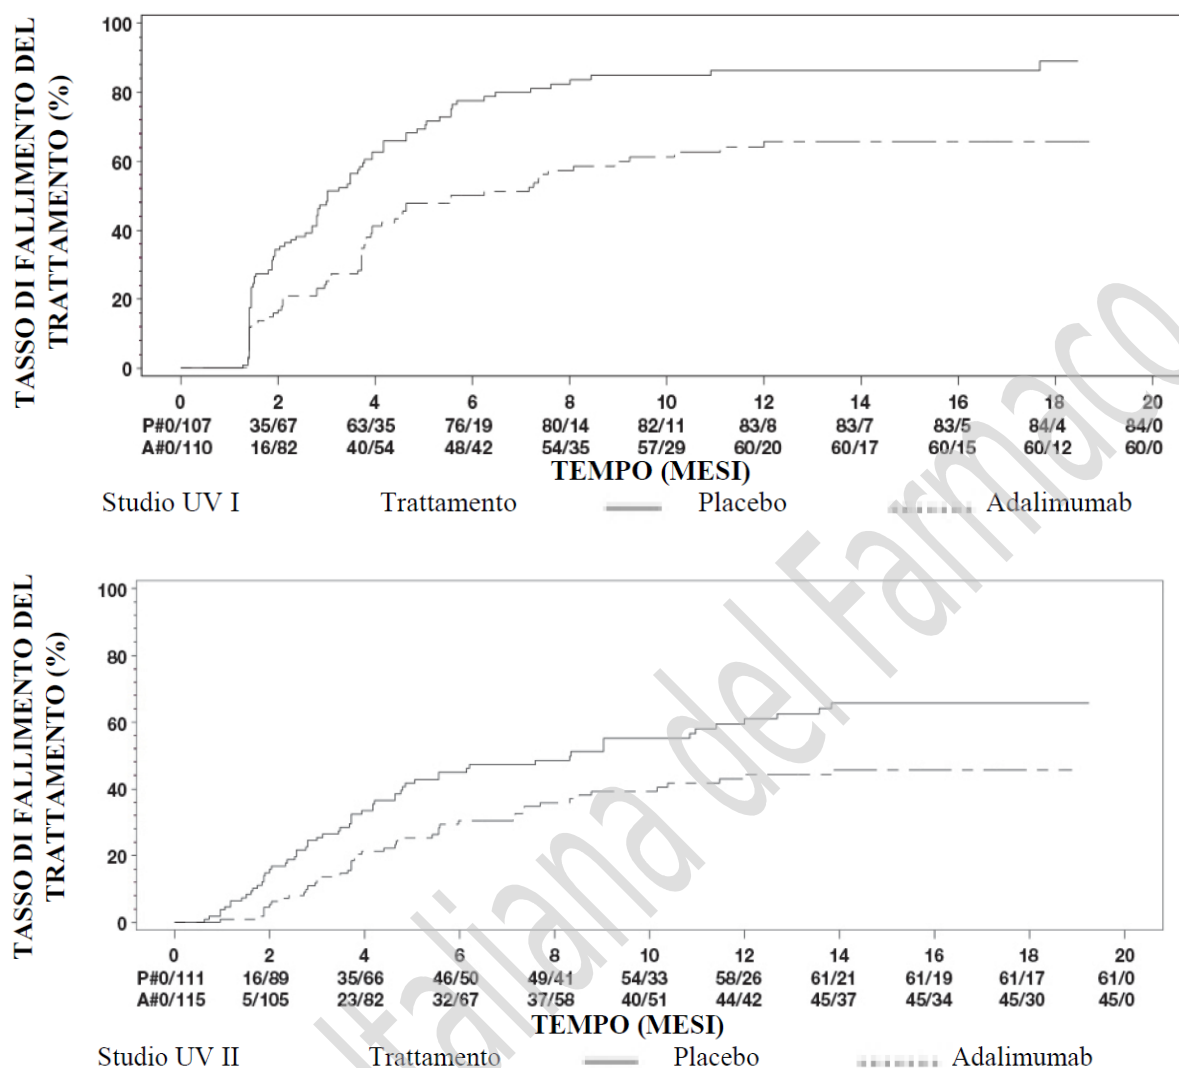 TASSO DI FALLIMENTO DEL
TRATTAMENTO (%)
100
80
60
40
20
0
0 2 4 6 8 10 12 14 16 18 20
P#0/107 35/67 63/35 76/19 80/14 82/11 83/8 83/7 83/5 84/4 84/0
A#0/110 16/82 40/54 48/42 54/35 57/29 60/20 60/17 60/15 60/12 60/0
TEMPO (MESI)
Studio UV I Trattamento Placebo Adalimumab
TASSO DI FALLIMENTO DEL
TRATTAMENTO (%)
100
80
60
40
20
0
0 2 4 6 8 10 12 14 16 18 20
P#0/111 16/89 35/66 46/50 49/41 54/33 58/26 61/21 61/19 61/17 61/0
A#0/115 5/105 23/82 32/67 37/58 40/51 44/42 45/37 45/34 45/30 45/0
TEMPO (MESI)
Studio UV II Trattamento Placebo Adalimumab
Italiana del Farmaco